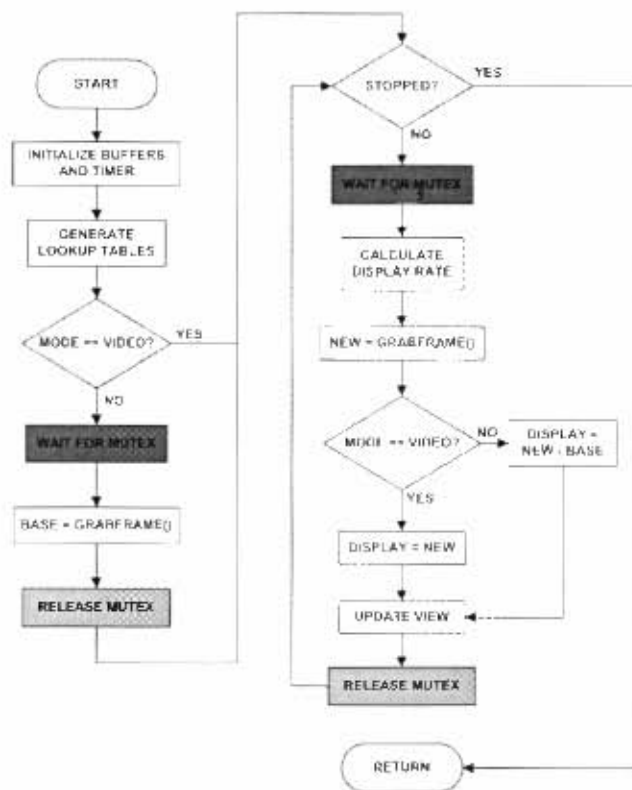 START
INITIALIZE BUFFERS
AND TIMER
GENERATE
LOOKUP TABLES
MODE == VIDEO?
YES
NO
WAIT FOR MUTEX
BASE = GRABFRAME()
RELEASE MUTEX
STOPPED?
YES
NO
WAIT FOR MUTEX
CALCULATE
DISPLAY RATE
NEW = GRABFRAME()
MODE == VIDEO?
NO
DISPLAY =
NEW - BASE
YES
DISPLAY = NEW
UPDATE VIEW
RELEASE MUTEX
RETURN